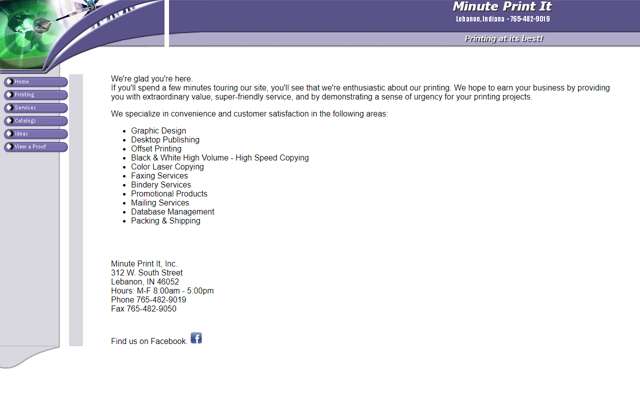 Minute Print It
Lebanon, Indiana - 765-482-9019
Printing at its best!
Home
Printing
Services
Catalogs
Ideas
View a Proof
We're glad you're here.
If you'll spend a few minutes touring our site, you'll see that we're enthusiastic about our printing. We hope to earn your business by providing
you with extraordinary value, super-friendly service, and by demonstrating a sense of urgency for your printing projects.
We specialize in convenience and customer satisfaction in the following areas:
Graphic Design
Desktop Publishing
Offset Printing
Black & White High Volume - High Speed Copying
Color Laser Copying
Faxing Services
Bindery Services
Promotional Products
Mailing Services
Database Management
Packing & Shipping
Minute Print It, Inc.
312 W. South Street
Lebanon, IN 46052
Hours: M-F 8:00am - 5:00pm
Phone 765-482-9019
Fax 765-482-9050
Find us on Facebook.